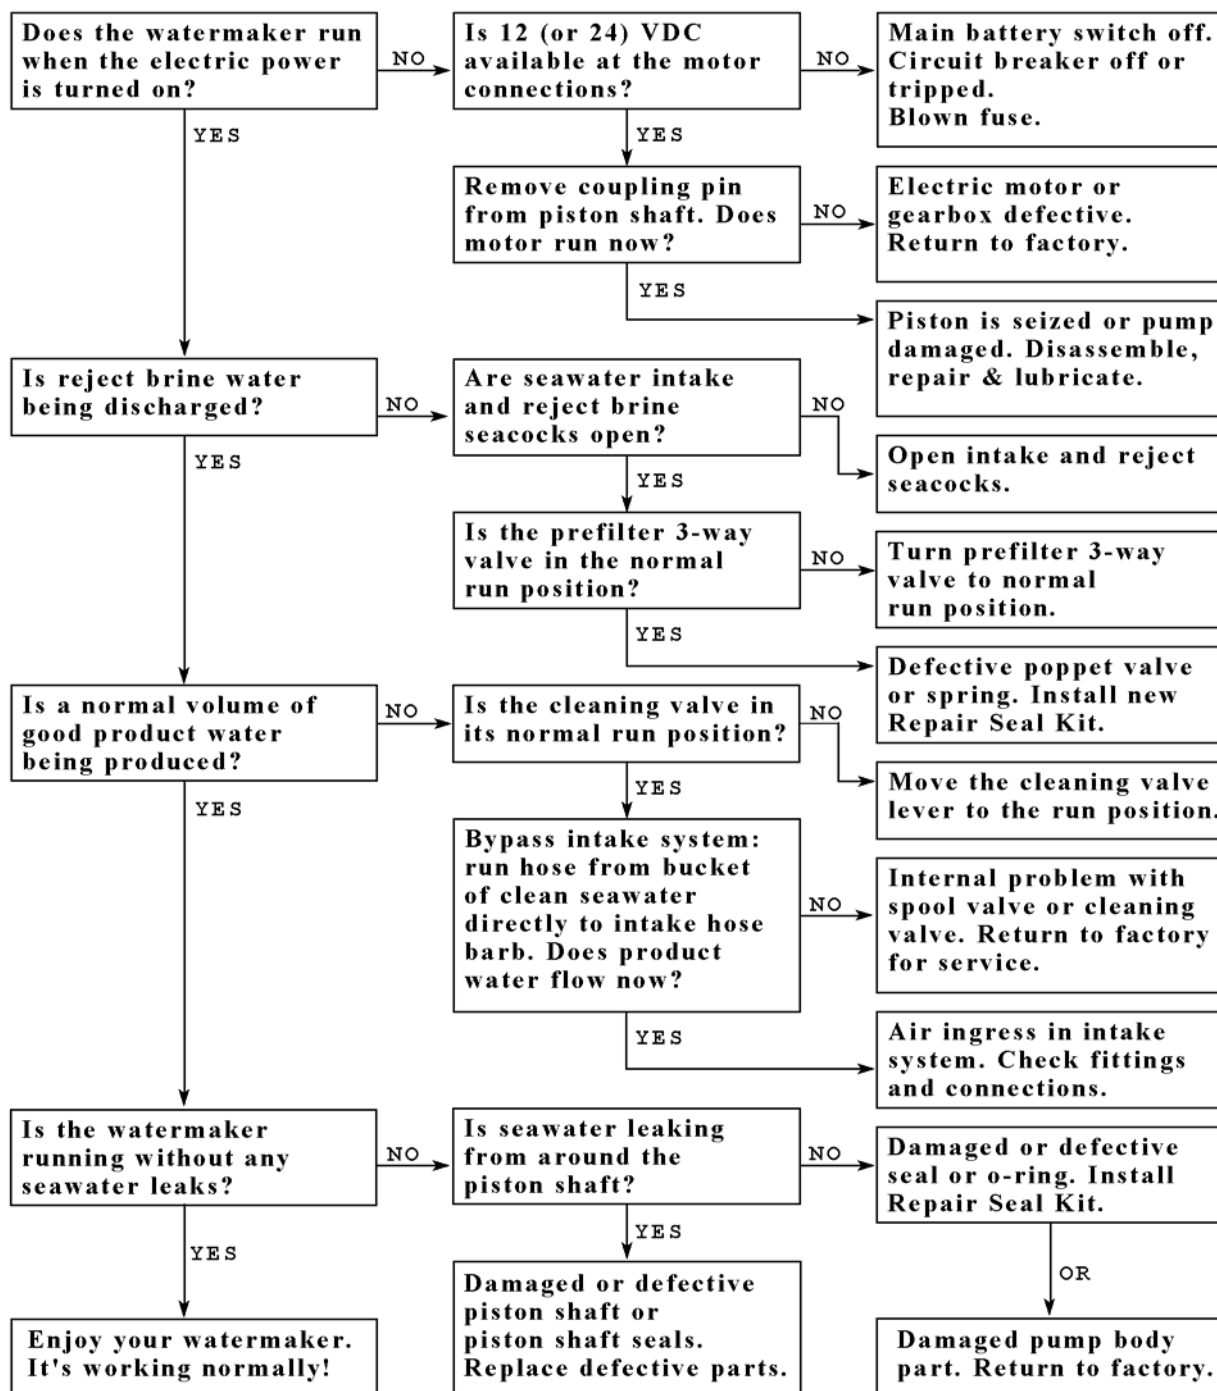 Does the watermaker run
when the electric power
is turned on?
NO
Is 12 (or 24) VDC
available at the motor
connections?
NO
Main battery switch off.
Circuit breaker off or
tripped.
Blown fuse.
YES
YES
Remove coupling pin
from piston shaft. Does
motor run now?
NO
Electric motor or
gearbox defective.
Return to factory.
YES
Piston is seized or pump
damaged. Disassemble,
repair & lubricate.
Is reject brine water
being discharged?
NO
Are seawater intake
and reject brine
seacocks open?
NO
Open intake and reject
seacocks.
YES
YES
Is the prefilter 3-way
valve in the normal
run position?
NO
Turn prefilter 3-way
valve to normal
run position.
YES
Defective poppet valve
or spring. Install new
Repair Seal Kit.
Is a normal volume of
good product water
being produced?
NO
Is the cleaning valve in
its normal run position?
NO
Move the cleaning valve
lever to the run position.
YES
YES
Bypass intake system:
run hose from bucket
of clean seawater
directly to intake hose
barb. Does product
water flow now?
NO
Internal problem with
spool valve or cleaning
valve. Return to factory
for service.
YES
Air ingress in intake
system. Check fittings
and connections.
Is the watermaker
running without any
seawater leaks?
NO
Is seawater leaking
from around the
piston shaft?
NO
Damaged or defective
seal or o-ring. Install
Repair Seal Kit.
YES
YES
OR
Enjoy your watermaker.
It's working normally!
Damaged or defective
piston shaft or
piston shaft seals.
Replace defective parts.
Damaged pump body
part. Return to factory.